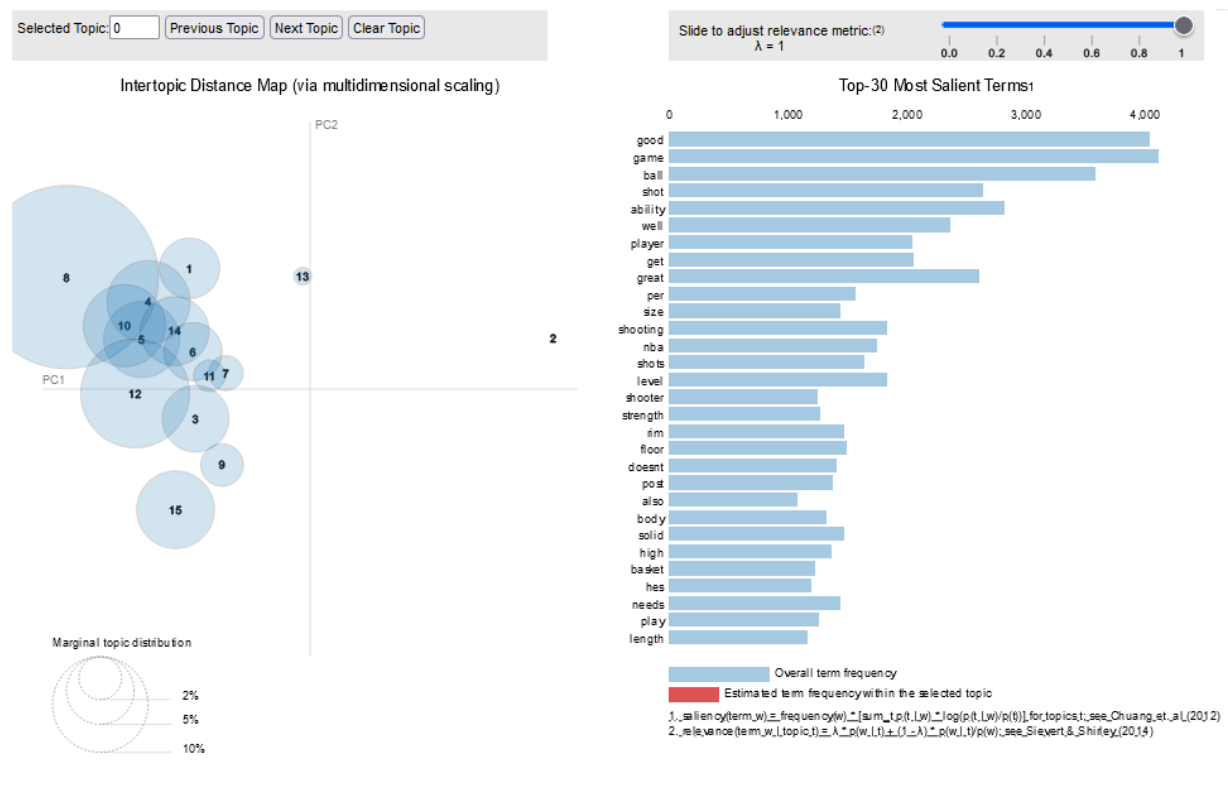 Selected Topic: 0 Previous Topic Next Topic Clear Topic
Slide to adjust relevance metric:(2)
λ = 1
0.0 0.2 0.4 0.6 0.8 1
Intertopic Distance Map (via multidimensional scaling)
PC2
PC1
8
1
13
4
10
14
5
2
6
11
7
12
3
9
15
Marginal topic distribution
2%
5%
10%
Top-30 Most Salient Terms1
0 1,000 2,000 3,000 4,000
good
game
ball
shot
ability
well
player
get
great
per
size
shooting
nba
shots
level
shooter
strength
rim
floor
doesnt
post
also
body
solid
high
basket
hes
needs
play
length
Overall term frequency
Estimated term frequency within the selected topic
1. saliency(term w) = frequency(w) * [sum_t p(t | w) * log(p(t | w)/p(t))] for topics t; see Chuang et. al (2012)
2. relevance(term w | topic t) = λ * p(w | t) + (1 - λ) * p(w | t)/p(w); see Sievert & Shirley (2014)